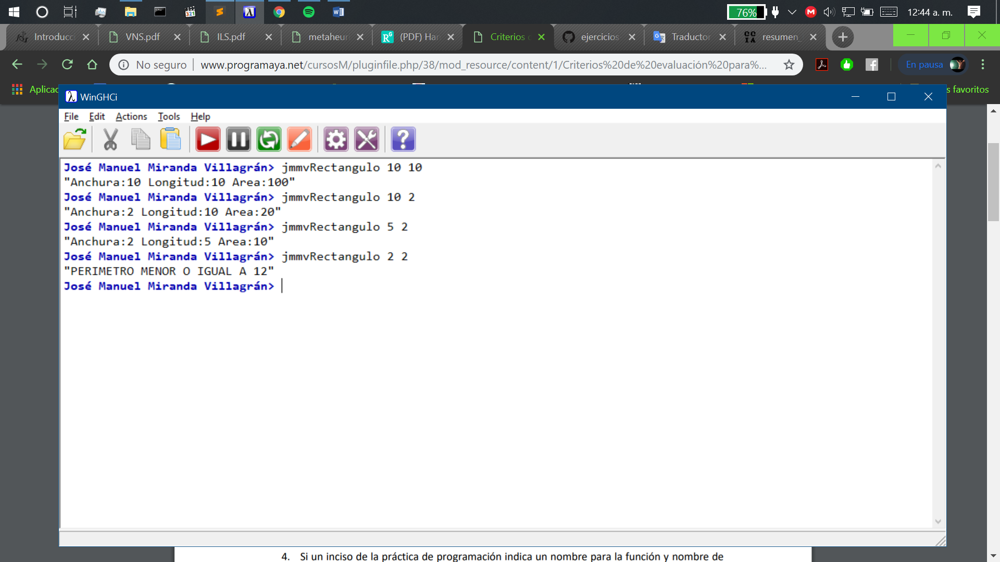 76%
12:44 a. m.
Introducci
VNS.pdf
ILS.pdf
metaheur
(PDF) Har
Criterios c
ejercicios-
Traductor
resumen_
No seguro
www.programaya.net/cursosM/pluginfile.php/38/mod_resource/content/1/Criterios%20de%20evaluación%20para%...
En pausa
Aplicac
s favoritos
WinGHCi
File Edit Actions Tools Help
José Manuel Miranda Villagrán> jmmvRectangulo 10 10
"Anchura:10 Longitud:10 Area:100"
José Manuel Miranda Villagrán> jmmvRectangulo 10 2
"Anchura:2 Longitud:10 Area:20"
José Manuel Miranda Villagrán> jmmvRectangulo 5 2
"Anchura:2 Longitud:5 Area:10"
José Manuel Miranda Villagrán> jmmvRectangulo 2 2
"PERIMETRO MENOR O IGUAL A 12"
José Manuel Miranda Villagrán>
4. Si un inciso de la práctica de programación indica un nombre para la función y nombre de